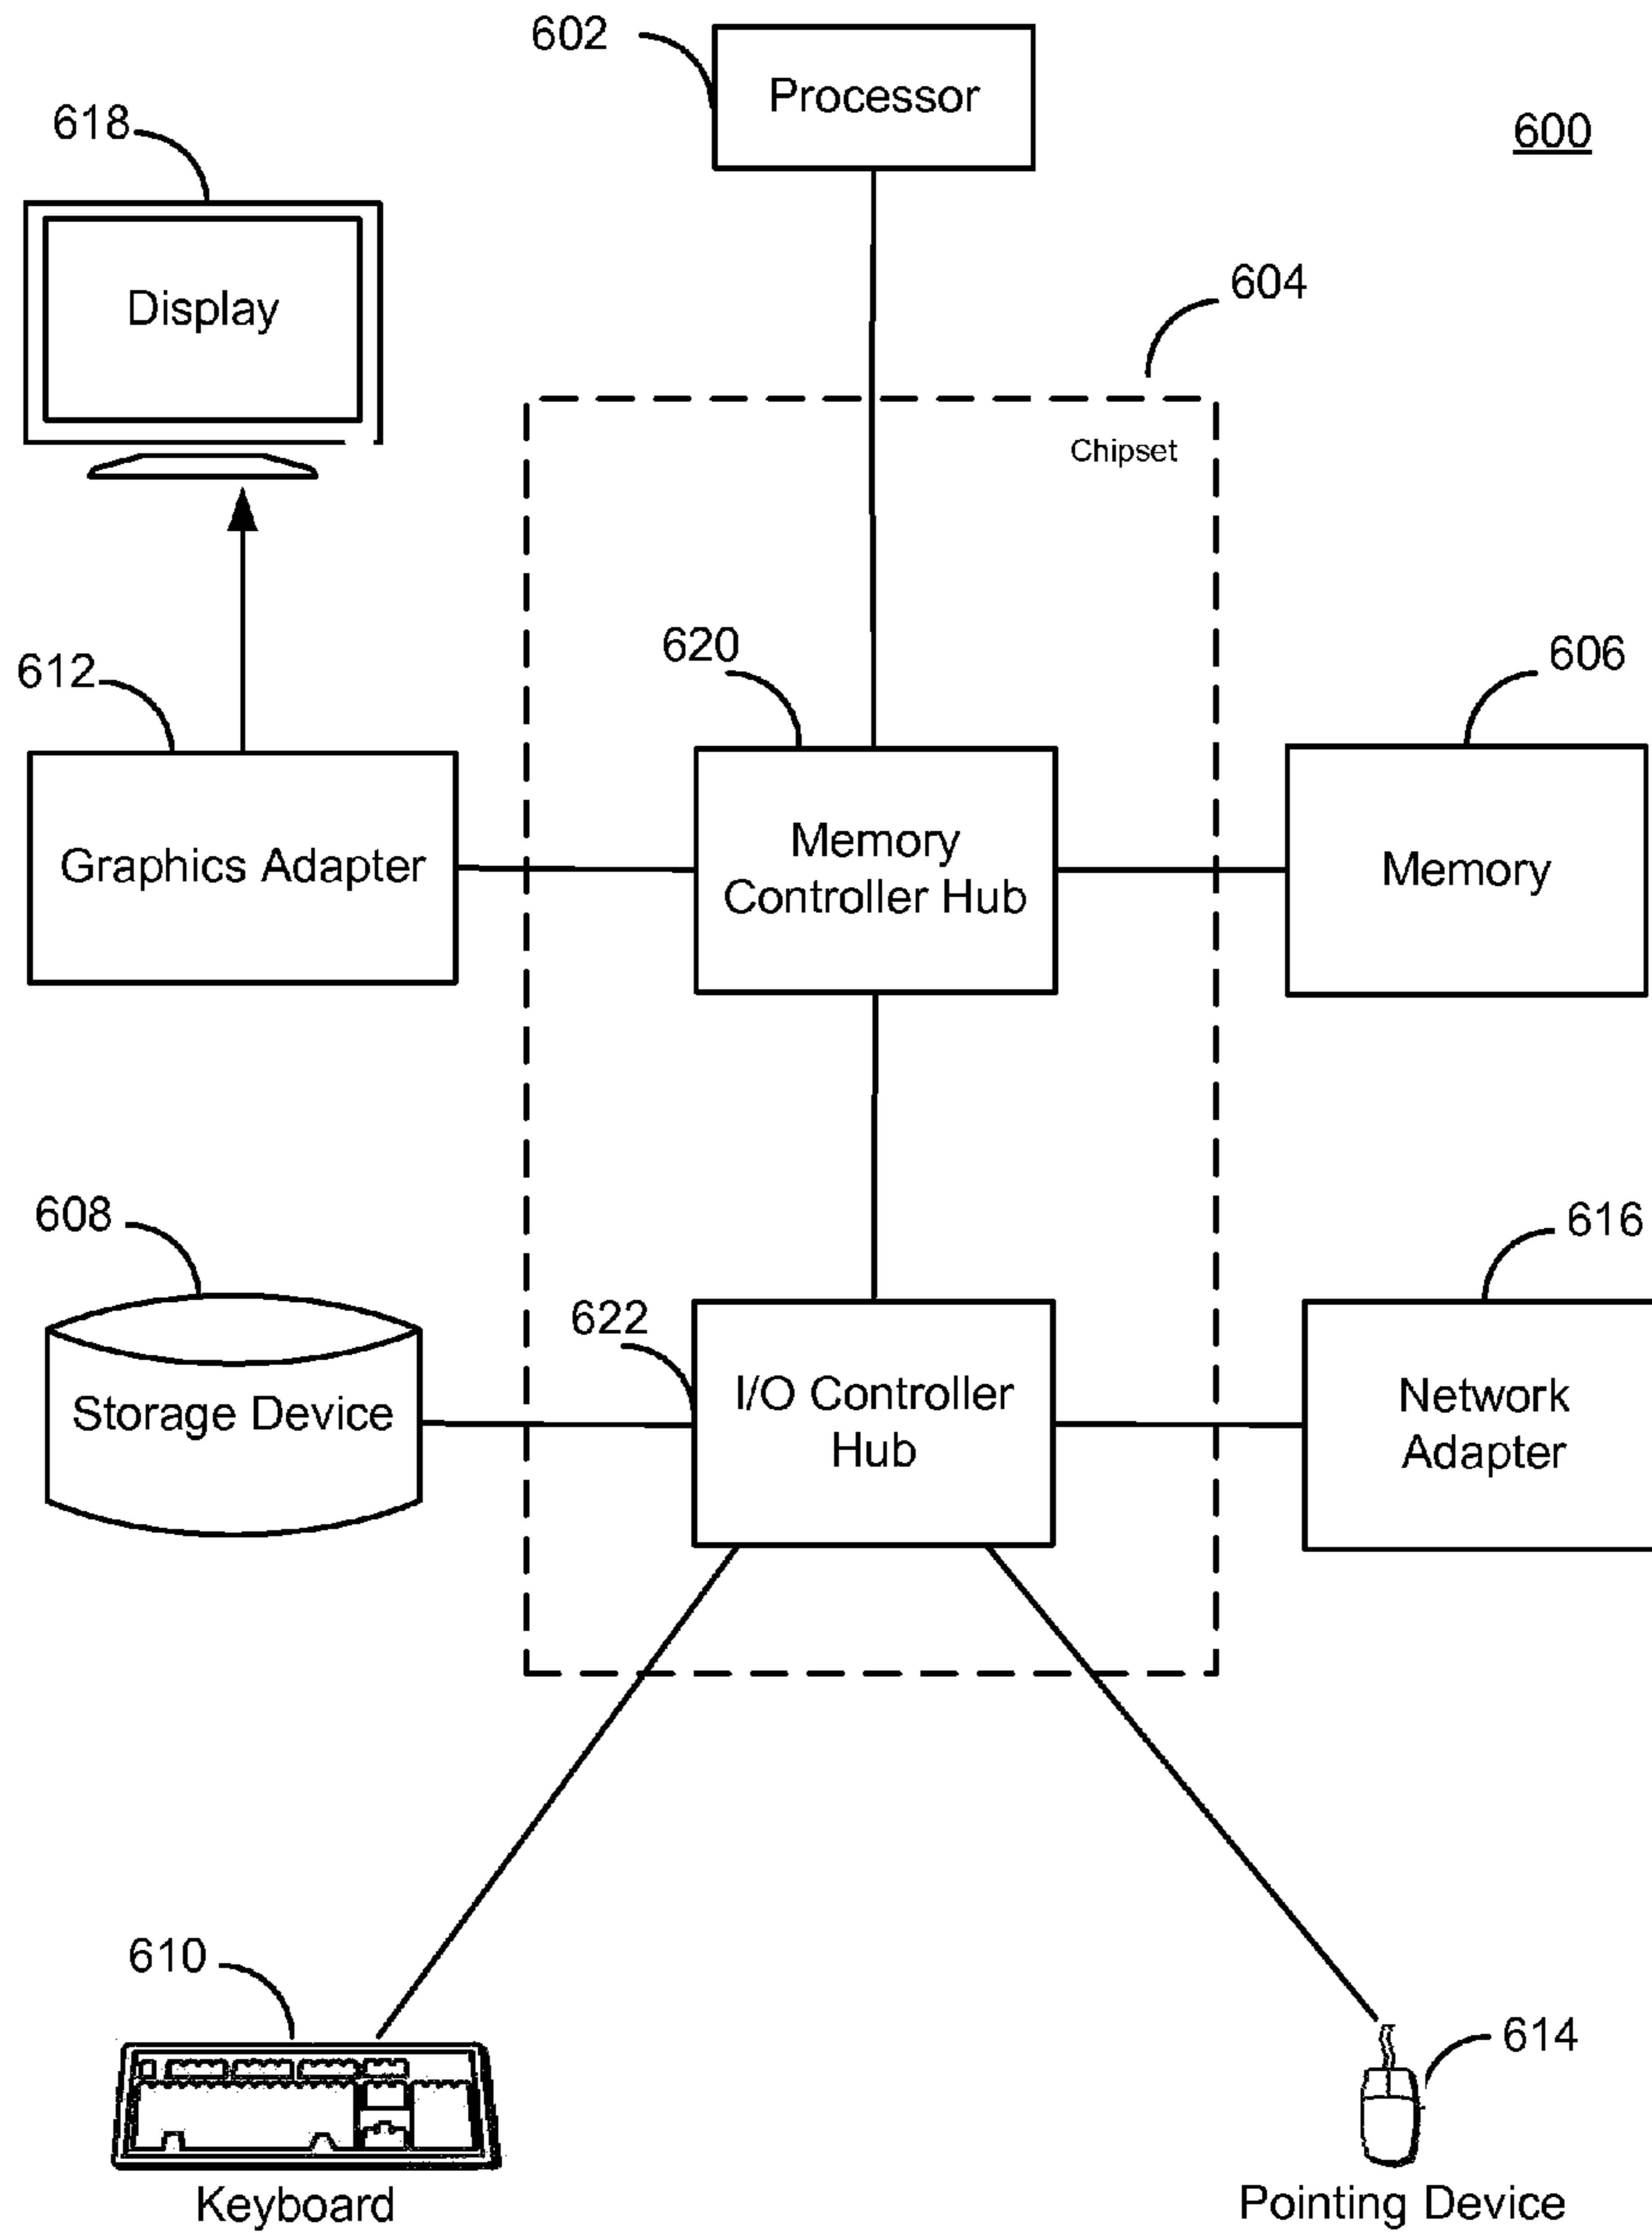 602
Processor
600
618
Display
604
Chipset
620
606
612
Memory
Controller Hub
Graphics Adapter
Memory
608
616
622
I/O Controller
Hub
Storage Device
Network
Adapter
610
614
Keyboard
Pointing Device